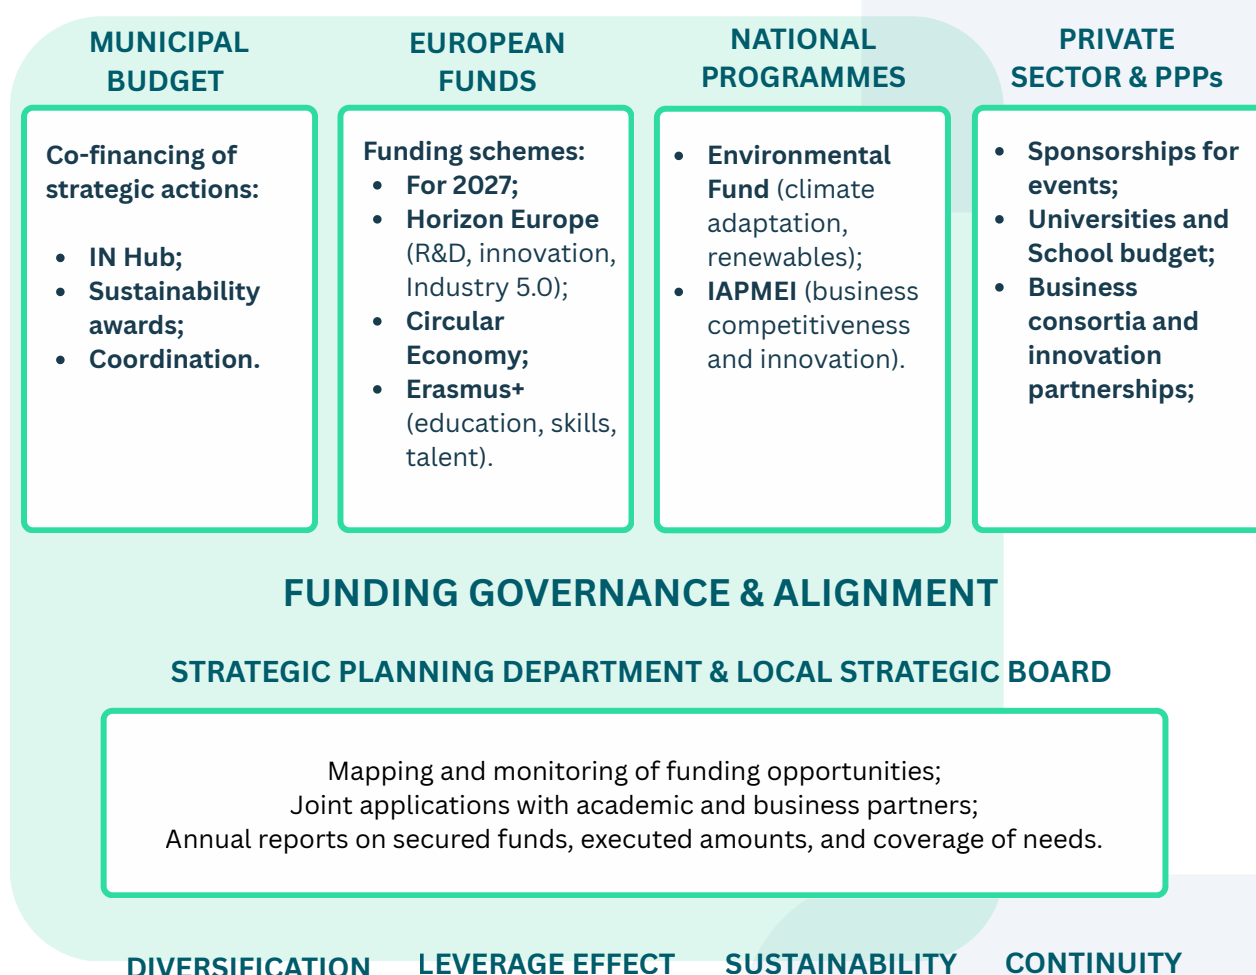 MUNICIPAL
BUDGET
Co-financing of
strategic actions:
• IN Hub;
• Sustainability
awards;
• Coordination.
EUROPEAN
FUNDS
Funding schemes:
• For 2027;
• Horizon Europe
(R&D, innovation,
Industry 5.0);
• Circular
Economy;
• Erasmus+
(education, skills,
talent).
NATIONAL
PROGRAMMES
• Environmental
Fund (climate
adaptation,
renewables);
• IAPMEI (business
competitiveness
and innovation).
PRIVATE
SECTOR & PPPs
• Sponsorships for
events;
• Universities and
School budget;
• Business
consortia and
innovation
partnerships;
FUNDING GOVERNANCE & ALIGNMENT
STRATEGIC PLANNING DEPARTMENT & LOCAL STRATEGIC BOARD
Mapping and monitoring of funding opportunities;
Joint applications with academic and business partners;
Annual reports on secured funds, executed amounts, and coverage of needs.
DIVERSIFICATION
LEVERAGE EFFECT
SUSTAINABILITY
CONTINUITY